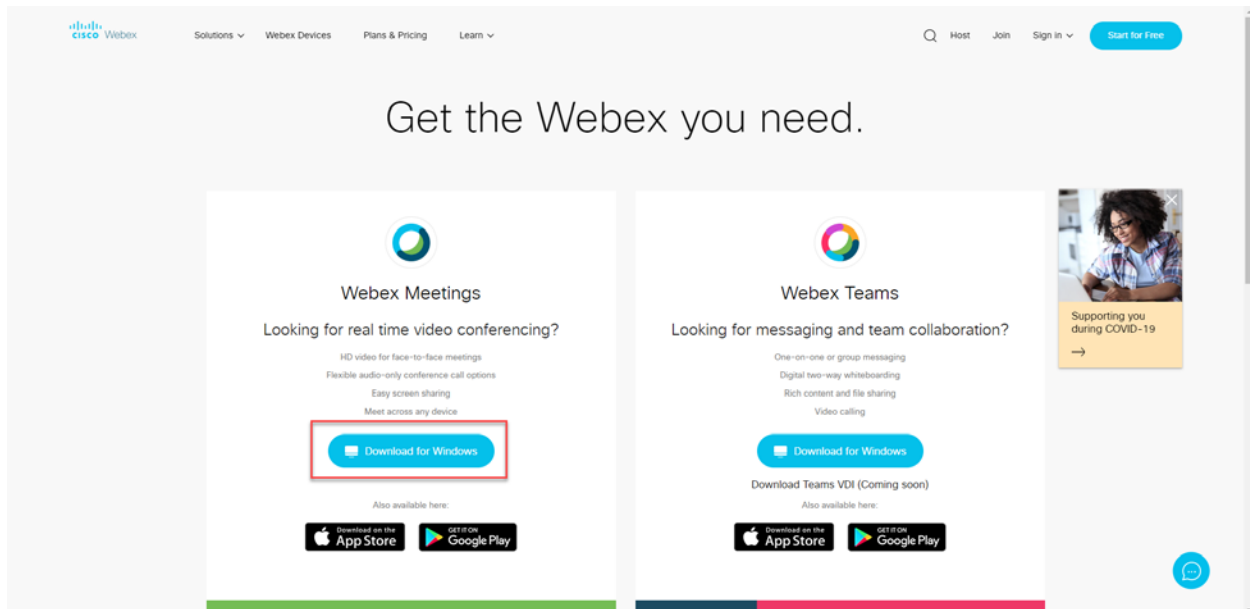 cisco Webex
Solutions
Webex Devices
Plans & Pricing
Learn
Host
Join
Sign in
Start for Free
Get the Webex you need.
Webex Meetings
Looking for real time video conferencing?
HD video for face-to-face meetings
Flexible audio-only conference call options
Easy screen sharing
Meet across any device
Download for Windows
Also available here:
Download on the
App Store
GET IT ON
Google Play
Webex Teams
Looking for messaging and team collaboration?
One-on-one or group messaging
Digital two-way whiteboarding
Rich content and file sharing
Video calling
Download for Windows
Download Teams VDI (Coming soon)
Also available here:
Download on the
App Store
GET IT ON
Google Play
Supporting you
during COVID-19